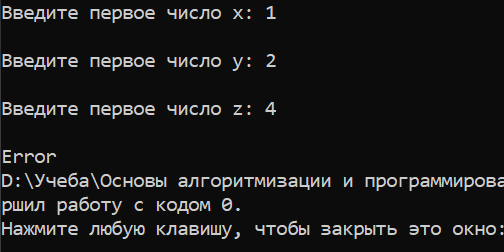 Введите первое число x: 1
Введите первое число y: 2
Введите первое число z: 4
Error
D:\Учеба\Основы алгоритмизации и программирова
ршил работу с кодом 0.
Нажмите любую клавишу, чтобы закрыть это окно: